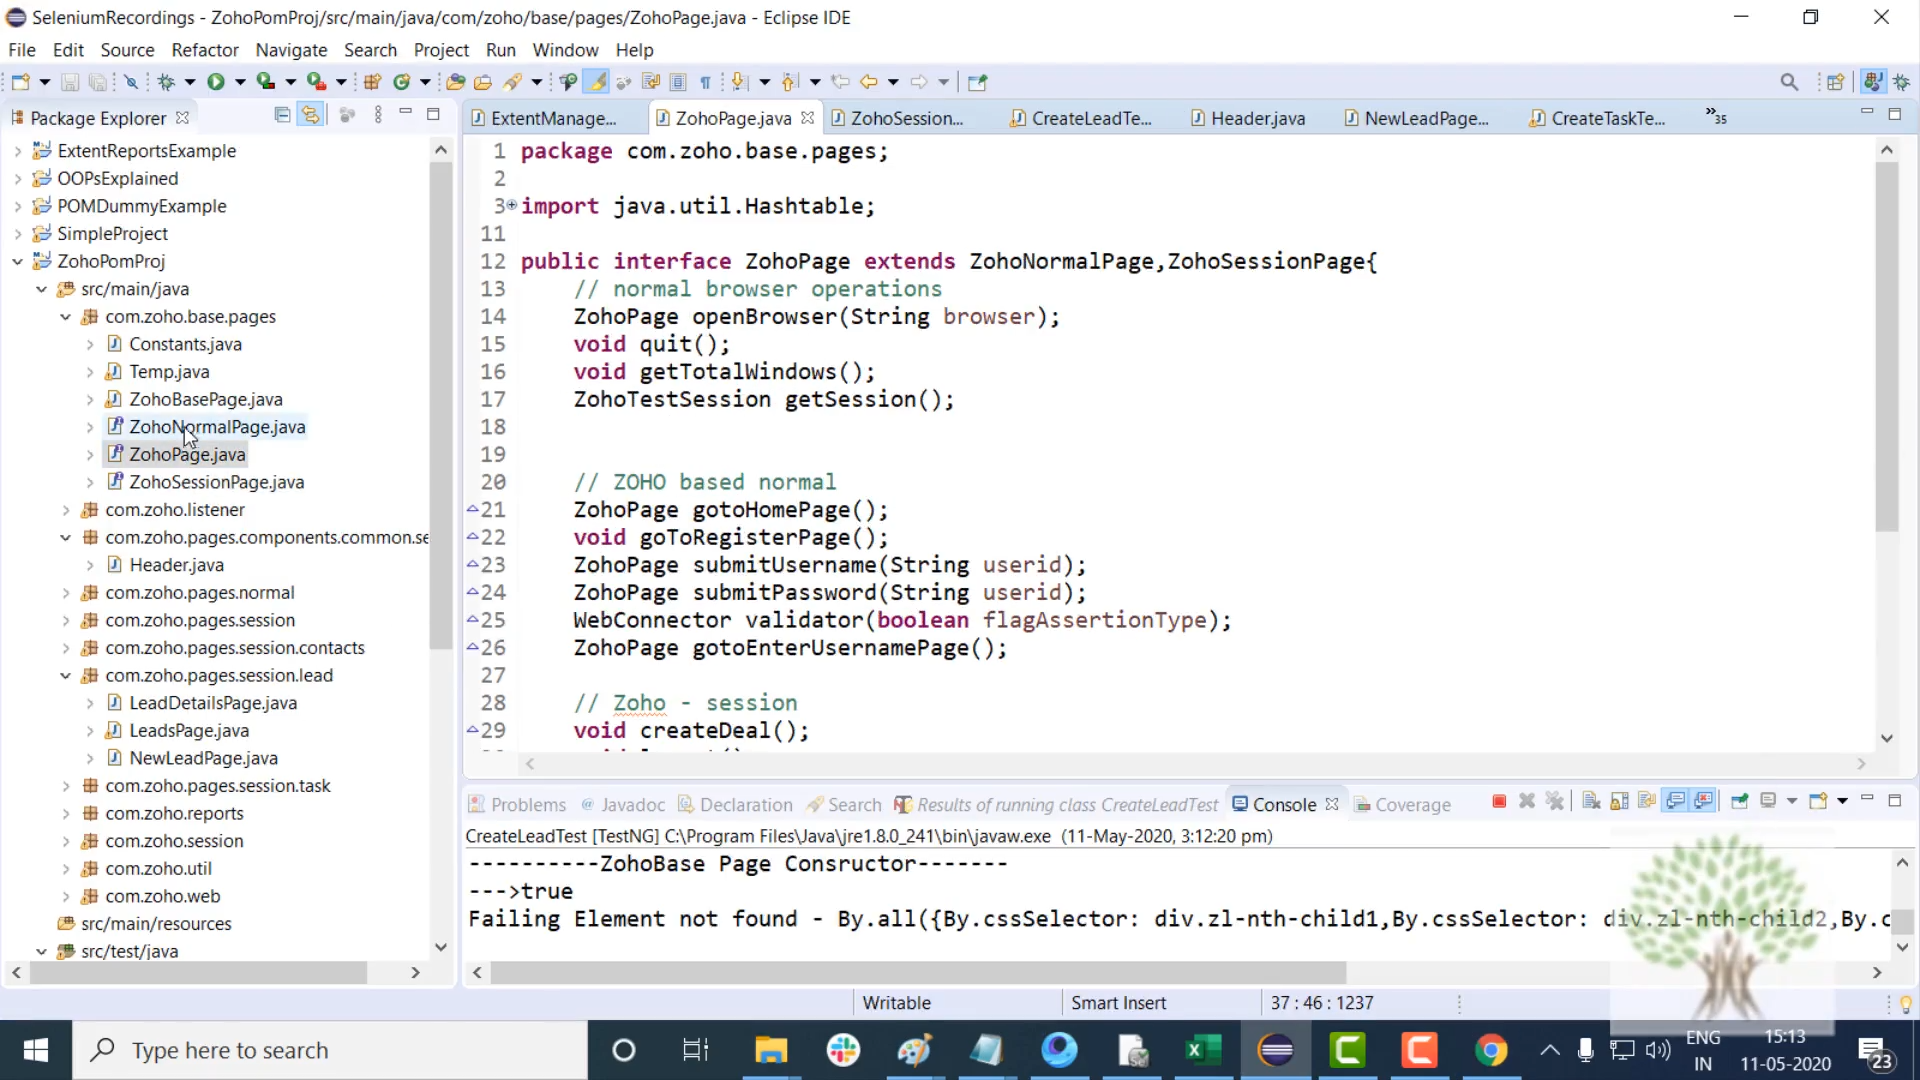 SeleniumRecordings - ZohoPomProj/src/main/java/com/zoho/base/pages/ZohoPage.java - Eclipse IDE
File Edit Source Refactor Navigate Search Project Run Window Help
Package Explorer
ExtentReportsExample
OOPsExplained
POMDummyExample
SimpleProject
ZohoPomProj
src/main/java
com.zoho.base.pages
Constants.java
Temp.java
ZohoBasePage.java
ZohoNormalPage.java
ZohoPage.java
ZohoSessionPage.java
com.zoho.listener
com.zoho.pages.components.common.se
Header.java
com.zoho.pages.normal
com.zoho.pages.session
com.zoho.pages.session.contacts
com.zoho.pages.session.lead
LeadDetailsPage.java
LeadsPage.java
NewLeadPage.java
com.zoho.pages.session.task
com.zoho.reports
com.zoho.session
com.zoho.util
com.zoho.web
src/main/resources
src/test/java
ExtentManage... ZohoPage.java ZohoSession... CreateLeadTe... Header.java NewLeadPage... CreateTaskTe... »35
1 package com.zoho.base.pages;
2
3 import java.util.Hashtable;
11
12 public interface ZohoPage extends ZohoNormalPage,ZohoSessionPage{
13 // normal browser operations
14 ZohoPage openBrowser(String browser);
15 void quit();
16 void getTotalWindows();
17 ZohoTestSession getSession();
18
19
20 // ZOHO based normal
21 ZohoPage gotoHomePage();
22 void goToRegisterPage();
23 ZohoPage submitUsername(String userid);
24 ZohoPage submitPassword(String userid);
25 WebConnector validator(boolean flagAssertionType);
26 ZohoPage gotoEnterUsernamePage();
27
28 // Zoho - session
29 void createDeal();
Problems @ Javadoc Declaration Search Results of running class CreateLeadTest Console Coverage
CreateLeadTest [TestNG] C:\Program Files\Java\jre1.8.0_241\bin\javaw.exe (11-May-2020, 3:12:20 pm)
----------ZohoBase Page Consructor-------
--->true
Failing Element not found - By.all({By.cssSelector: div.zl-nth-child1,By.cssSelector: div.zl-nth-child2,By.c
Writable Smart Insert 37 : 46 : 1237
Type here to search
ENG
IN
15:13
11-05-2020
23